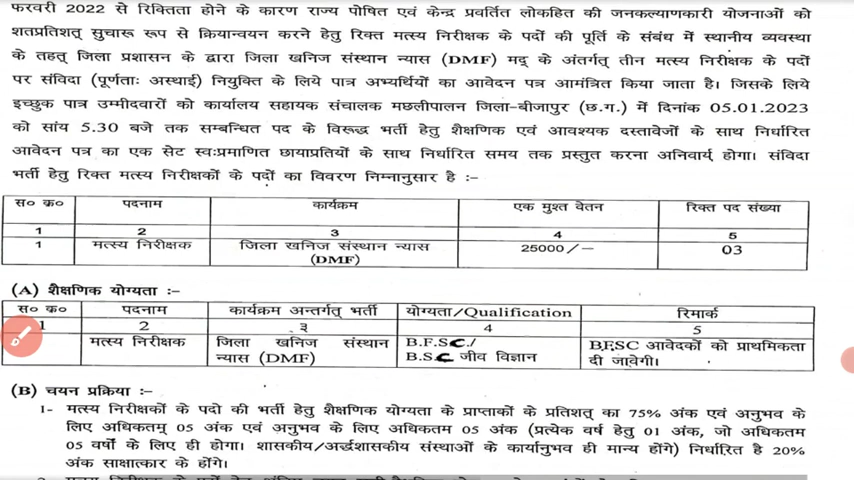 फरवरी 2022 से रिक्तिता होने के कारण राज्य पोषित एवं केन्द्र प्रवर्तित लोकहित की जनकल्याणकारी योजनाओं को
शतप्रतिशत् सुचारू रूप से क्रियान्वयन करने हेतु रिक्त मत्स्य निरीक्षक के पदों की पूर्ति के संबंध में स्थानीय व्यवस्था
के तहत् जिला प्रशासन के द्वारा जिला खनिज संस्थान न्यास (DMF) मद् के अंतर्गत् तीन मत्स्य निरीक्षक के पदों
पर संविदा (पूर्णताः अस्थाई) नियुक्ति के लिये पात्र अभ्यर्थियों का आवेदन पत्र आमंत्रित किया जाता है। जिसके लिये
इच्छुक पात्र उम्मीदवारों को कार्यालय सहायक संचालक मछलीपालन जिला-बीजापुर (छ.ग.) में दिनांक 05.01.2023
को सांय 5.30 बजे तक सम्बन्धित पद के विरूद्ध भर्ती हेतु शैक्षणिक एवं आवश्यक दस्तावेजों के साथ निर्धारित
आवेदन पत्र का एक सेट स्वःप्रमाणित छायाप्रतियों के साथ निर्धारित समय तक प्रस्तुत करना अनिवार्य होगा। संविदा
भर्ती हेतु रिक्त मत्स्य निरीक्षकों के पदों का विवरण निम्नानुसार है :-
स० क्र० पदनाम कार्यक्रम एक मुश्त वेतन रिक्त पद संख्या
1 2 3 4 5
1 मत्स्य निरीक्षक जिला खनिज संस्थान न्यास 25000/- 03
(DMF)
(A) शैक्षणिक योग्यता :-
स० क्र० पदनाम कार्यक्रम अन्तर्गत् भर्ती योग्यता/Qualification रिमार्क
1 2 ३ 4 5
मत्स्य निरीक्षक जिला खनिज संस्थान B.F.SC./ BFSC आवेदकों को प्राथमिकता
न्यास (DMF) B.SC जीव विज्ञान दी जावेगी।
(B) चयन प्रक्रिया :-
1- मत्स्य निरीक्षकों के पदो की भर्ती हेतु शैक्षणिक योग्यता के प्राप्ताकों के प्रतिशत् का 75% अंक एवं अनुभव के
लिए अधिकतम् 05 अंक एवं अनुभव के लिए अधिकतम 05 अंक (प्रत्येक वर्ष हेतु 01 अंक, जो अधिकतम
05 वर्षों के लिए ही होगा। शासकीय/अर्द्धशासकीय संस्थाओं के कार्यानुभव ही मान्य होंगे) निर्धारित है 20%
अंक साक्षात्कार के होंगे।